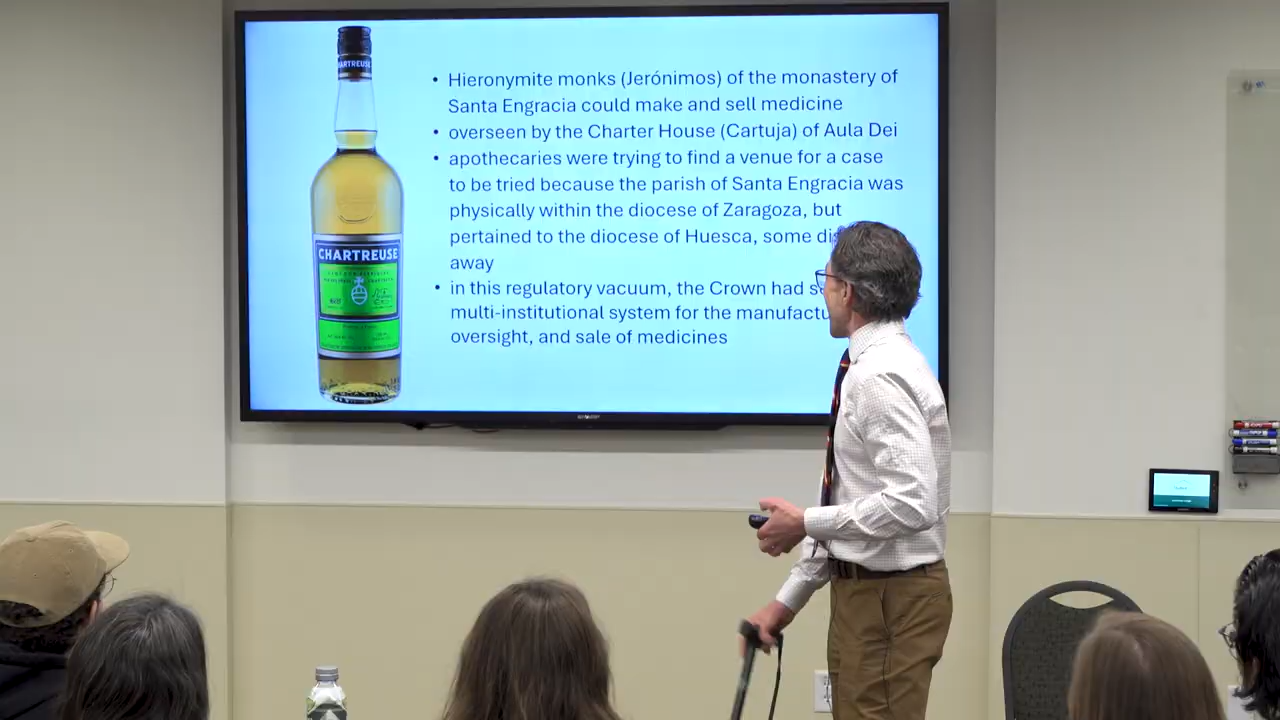 CHARTREUSE
CHARTREUSE
• Hieronymite monks (Jerónimos) of the monastery of
Santa Engracia could make and sell medicine
• overseen by the Charter House (Cartuja) of Aula Dei
• apothecaries were trying to find a venue for a case
to be tried because the parish of Santa Engracia was
physically within the diocese of Zaragoza, but
pertained to the diocese of Huesca, some
away
• in this regulatory vacuum, the Crown had
multi-institutional system for the
oversight, and sale of medicines